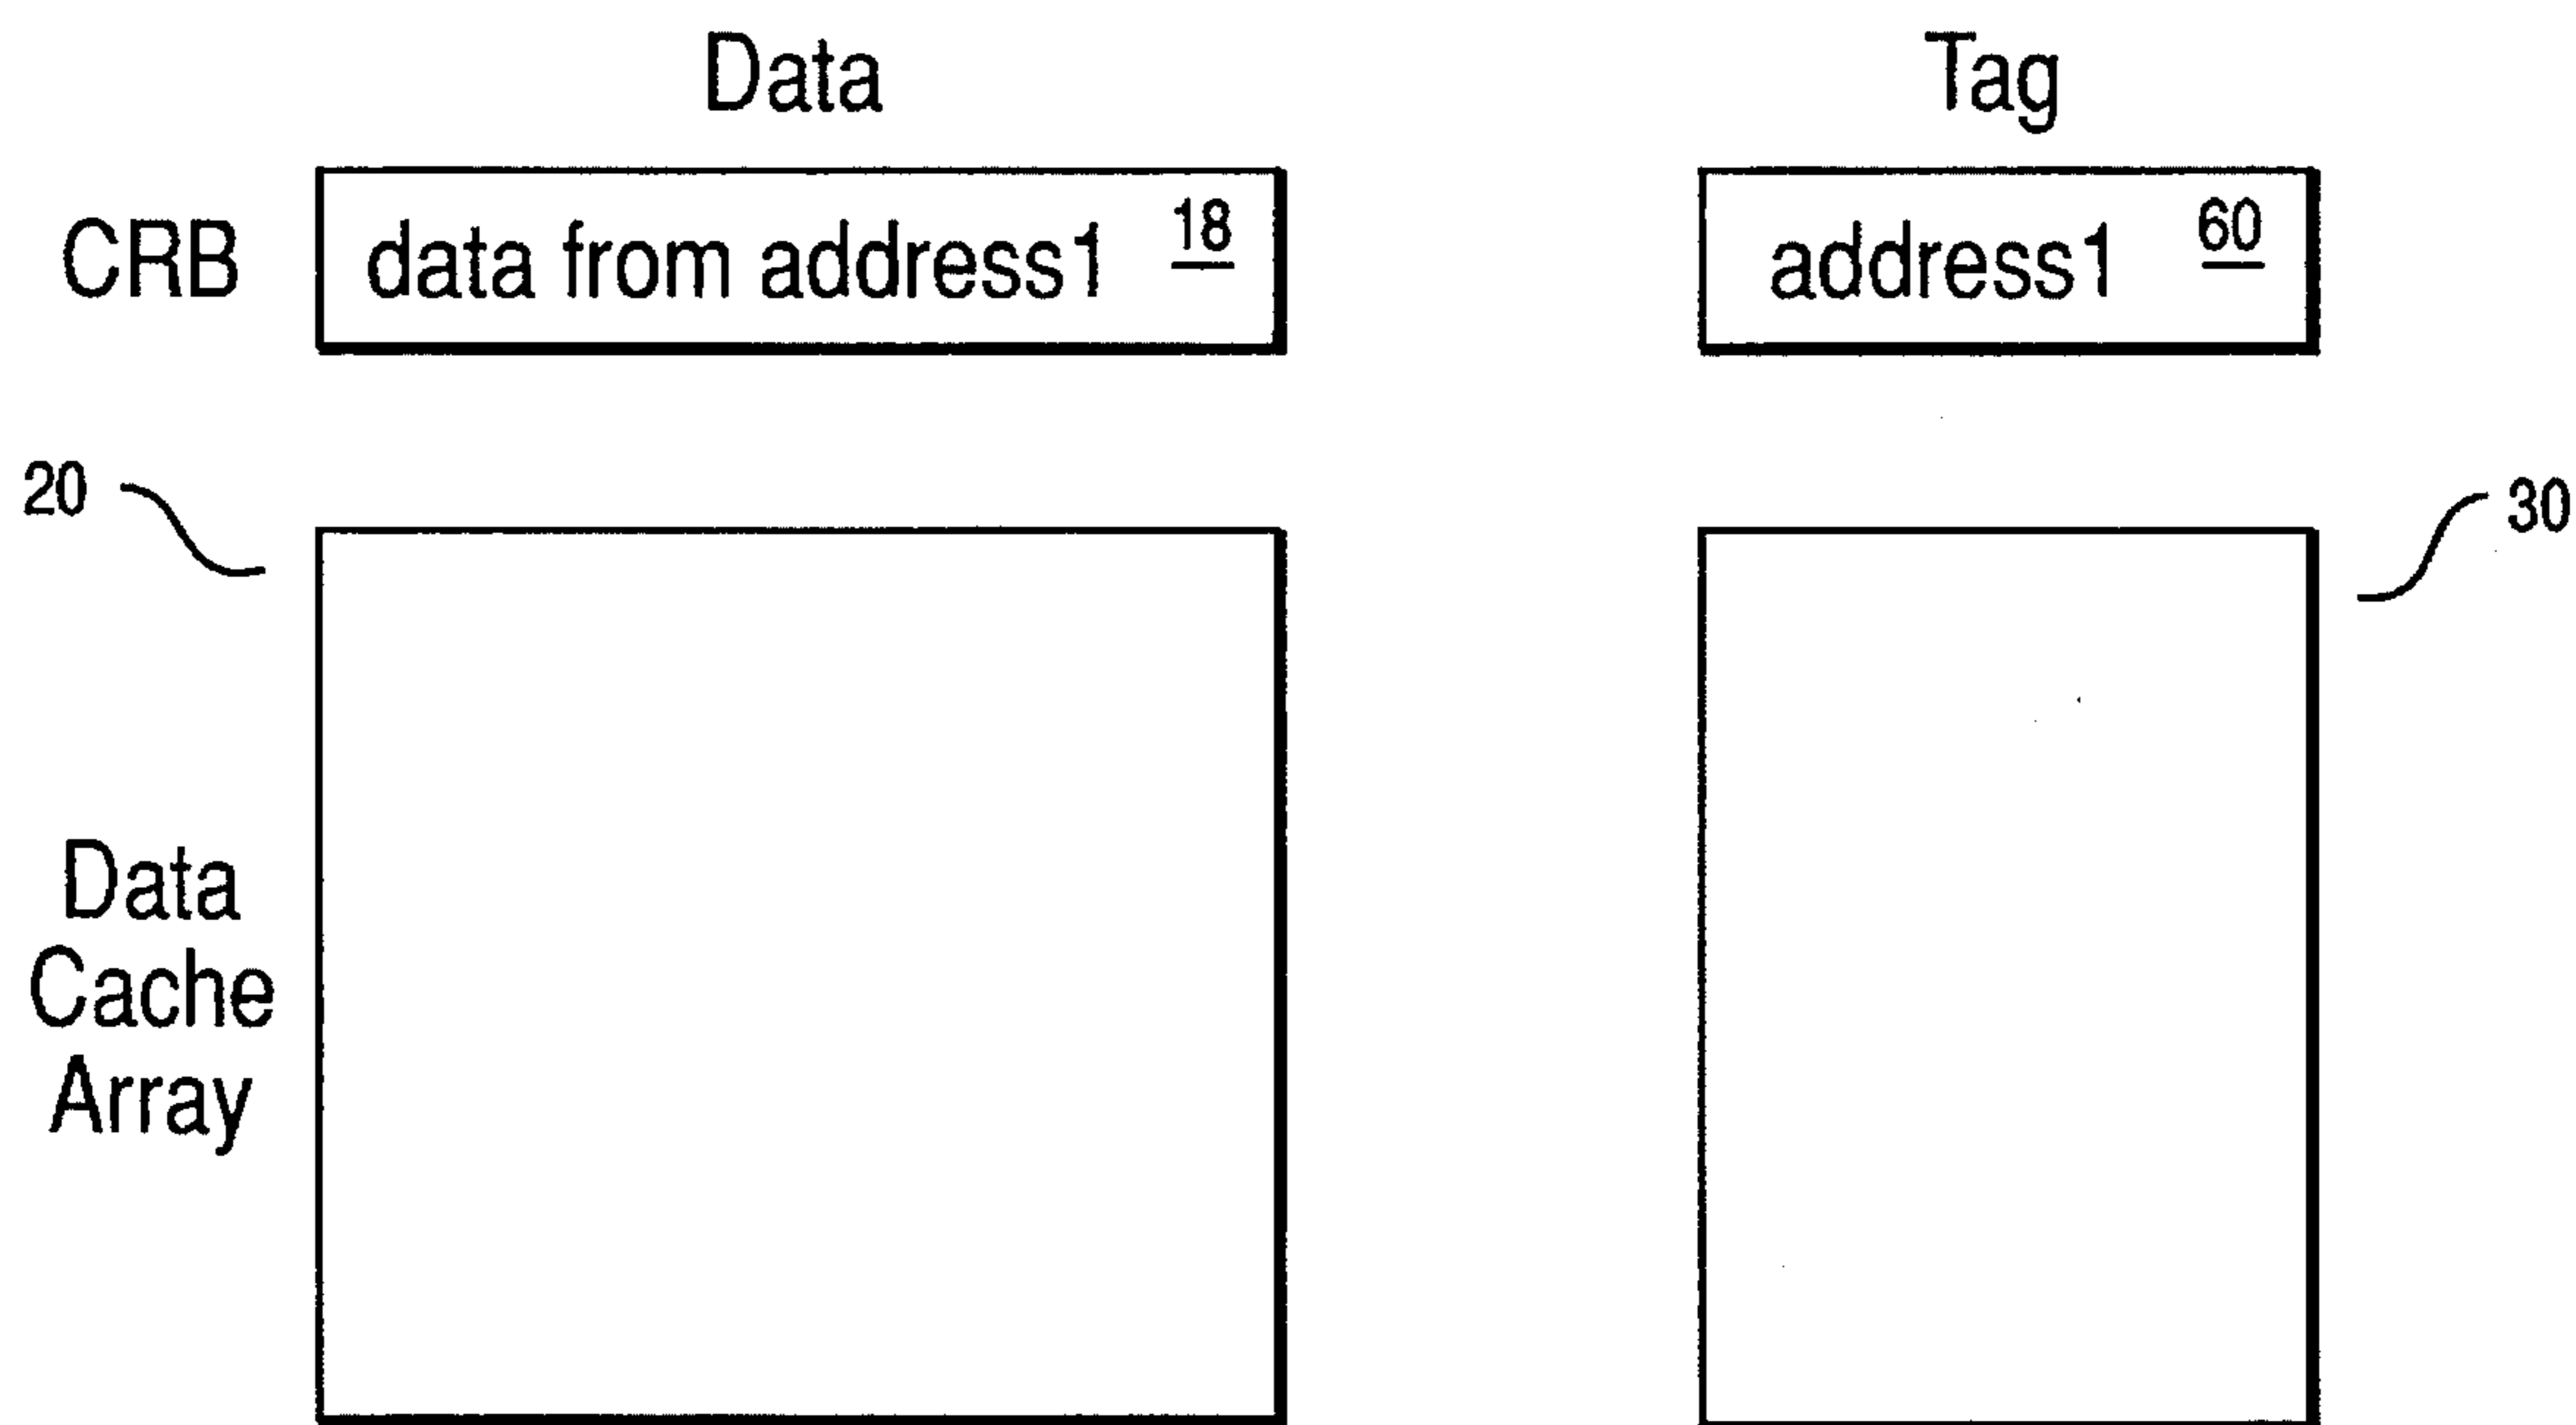 Data Tag
CRB data from address1 18 address1 60
20 30
Data
Cache
Array